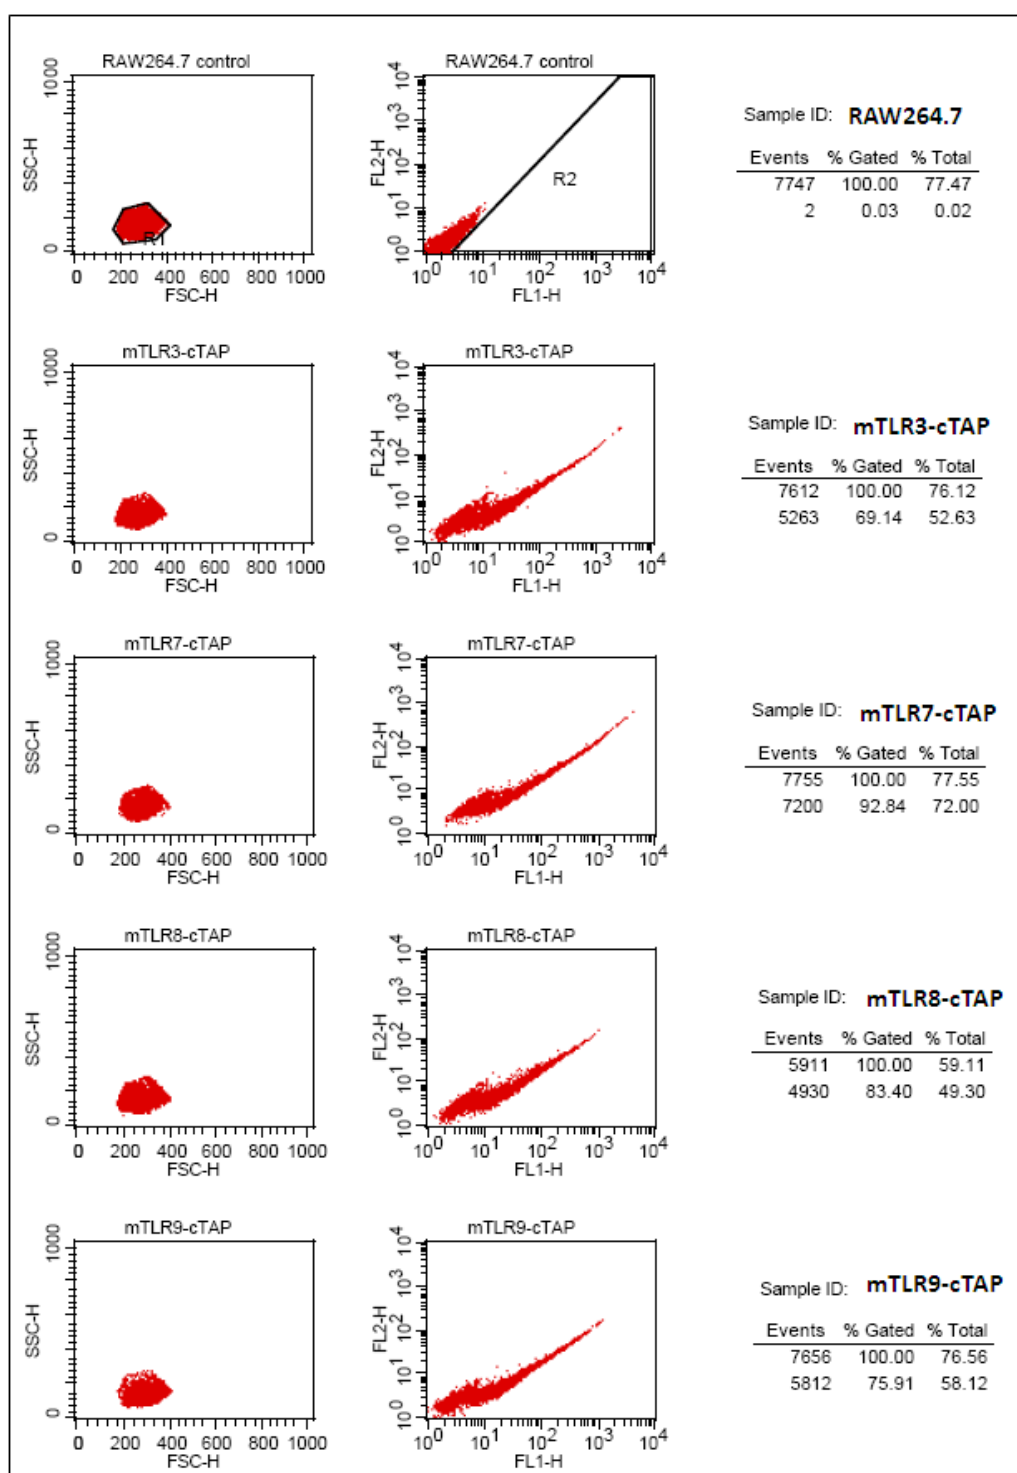 RAW264.7 control
1000
SSC-H
0
R1
0 200 400 600 800 1000
FSC-H
RAW264.7 control
10^4
10^3
10^2
10^1
10^0
FL2-H
R2
10^0 10^1 10^2 10^3 10^4
FL1-H
Sample ID: RAW264.7
Events % Gated % Total
7747 100.00 77.47
2 0.03 0.02
mTLR3-cTAP
1000
SSC-H
0
0 200 400 600 800 1000
FSC-H
mTLR3-cTAP
10^4
10^3
10^2
10^1
10^0
FL2-H
10^0 10^1 10^2 10^3 10^4
FL1-H
Sample ID: mTLR3-cTAP
Events % Gated % Total
7612 100.00 76.12
5263 69.14 52.63
mTLR7-cTAP
1000
SSC-H
0
0 200 400 600 800 1000
FSC-H
mTLR7-cTAP
10^4
10^3
10^2
10^1
10^0
FL2-H
10^0 10^1 10^2 10^3 10^4
FL1-H
Sample ID: mTLR7-cTAP
Events % Gated % Total
7755 100.00 77.55
7200 92.84 72.00
mTLR8-cTAP
1000
SSC-H
0
0 200 400 600 800 1000
FSC-H
mTLR8-cTAP
10^4
10^3
10^2
10^1
10^0
FL2-H
10^0 10^1 10^2 10^3 10^4
FL1-H
Sample ID: mTLR8-cTAP
Events % Gated % Total
5911 100.00 59.11
4930 83.40 49.30
mTLR9-cTAP
1000
SSC-H
0
0 200 400 600 800 1000
FSC-H
mTLR9-cTAP
10^4
10^3
10^2
10^1
10^0
FL2-H
10^0 10^1 10^2 10^3 10^4
FL1-H
Sample ID: mTLR9-cTAP
Events % Gated % Total
7656 100.00 76.56
5812 75.91 58.12